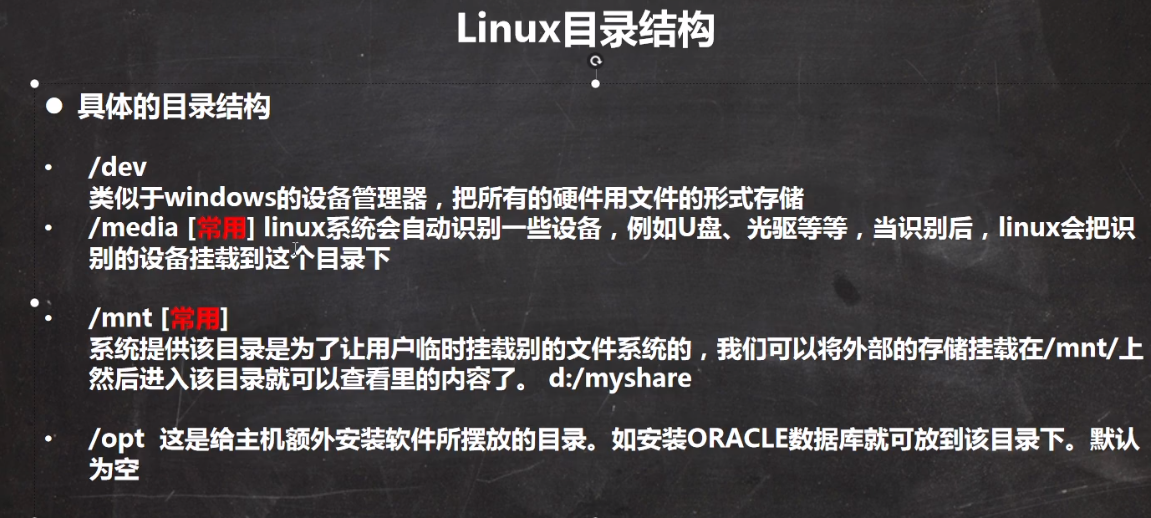 Linux目录结构
具体的目录结构
/dev
类似于windows的设备管理器，把所有的硬件用文件的形式存储
/media [常用] linux系统会自动识别一些设备，例如U盘、光驱等等，当识别后，linux会把识
别的设备挂载到这个目录下
/mnt [常用]
系统提供该目录是为了让用户临时挂载别的文件系统的，我们可以将外部的存储挂载在/mnt/上
然后进入该目录就可以查看里的内容了。 d:/myshare
/opt 这是给主机额外安装软件所摆放的目录。如安装ORACLE数据库就可放到该目录下。默认
为空